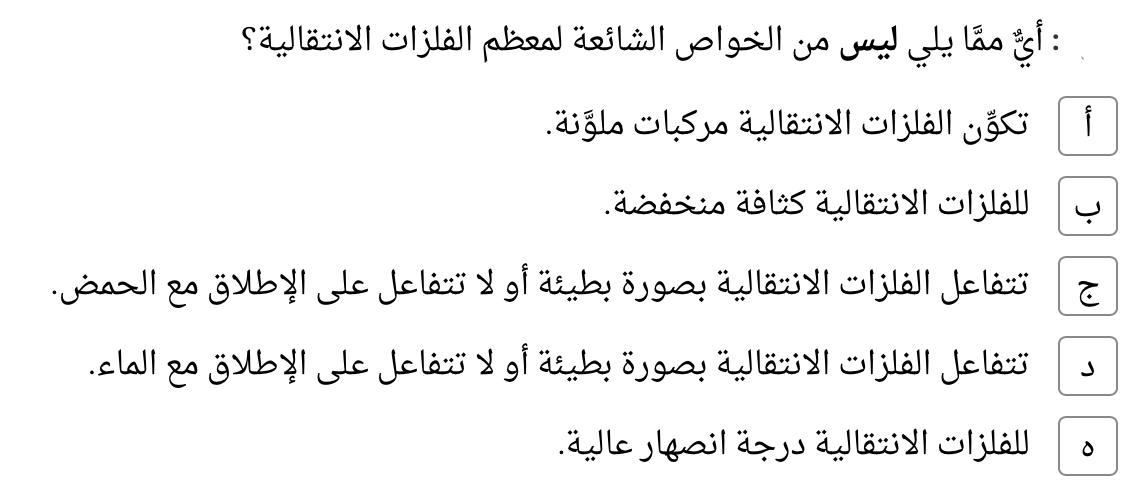 : أيٌّ ممَّا يلي ليس من الخواص الشائعة لمعظم الفلزات الانتقالية؟
أ تكوِّن الفلزات الانتقالية مركبات ملوَّنة.
ب للفلزات الانتقالية كثافة منخفضة.
ج تتفاعل الفلزات الانتقالية بصورة بطيئة أو لا تتفاعل على الإطلاق مع الحمض.
د تتفاعل الفلزات الانتقالية بصورة بطيئة أو لا تتفاعل على الإطلاق مع الماء.
ه للفلزات الانتقالية درجة انصهار عالية.